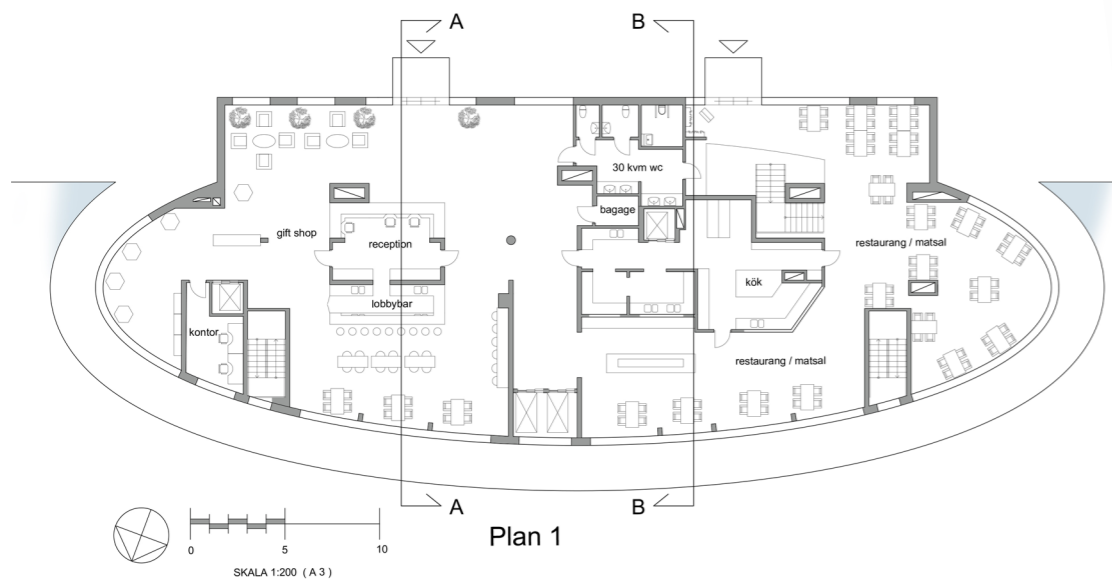 A
B
30 kvm wc
bagage
gift shop
reception
restaurang / matsal
lobbybar
kök
kontor
restaurang / matsal
A
B
Plan 1
0
5
10
SKALA 1:200 ( A 3 )